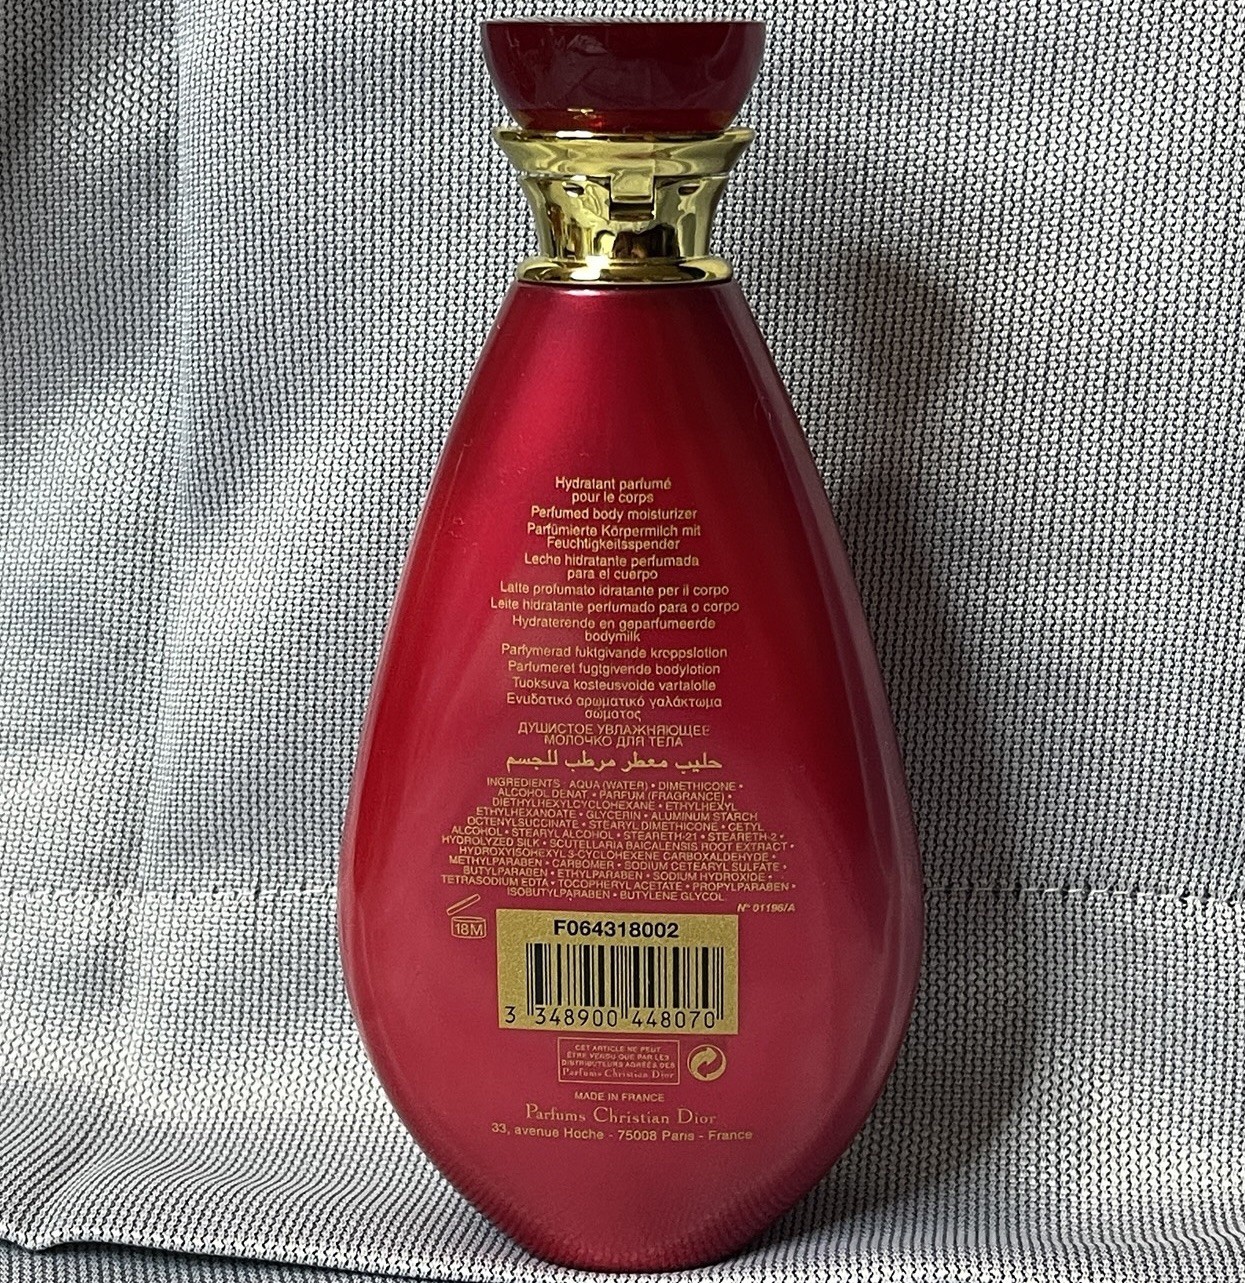 Hydratant parfumé
pour le corps
Perfumed body moisturizer
Parfümierte Körpermilch mit
Feuchtigkeitsspender
Leche hidratante perfumada
para el cuerpo
Latte profumato idratante per il corpo
Leite hidratante perfumado para o corpo
Hydraterende en geparfumeerde
bodymilk
Parfymerad fuktgivande kroppslotion
Parfumeret fugtgivende bodylotion
Tuoksuva kosteusvoide vartalolle
Ενυδατικό αρωματικό γαλάκτωμα
σώματος
ДУШИСТОЕ УВЛАЖНЯЮЩЕЕ
МОЛОЧКО ДЛЯ ТЕЛА
حليب معطر مرطب للجسم
INGREDIENTS : AQUA (WATER) • DIMETHICONE •
ALCOHOL DENAT. • PARFUM (FRAGRANCE) •
DIETHYLHEXYLCYCLOHEXANE • ETHYLHEXYL
ETHYLHEXANOATE • GLYCERIN • ALUMINUM STARCH
OCTENYLSUCCINATE • STEARYL DIMETHICONE • CETYL
ALCOHOL • STEARYL ALCOHOL • STEARETH-21 • STEARETH-2 •
HYDROLYZED SILK • SCUTELLARIA BAICALENSIS ROOT EXTRACT •
HYDROXYISOHEXYL 3-CYCLOHEXENE CARBOXALDEHYDE •
METHYLPARABEN • CARBOMER • SODIUM CETEARYL SULFATE •
BUTYLPARABEN • ETHYLPARABEN • SODIUM HYDROXIDE •
TETRASODIUM EDTA • TOCOPHERYL ACETATE • PROPYLPARABEN •
ISOBUTYLPARABEN • BUTYLENE GLYCOL.
N° 01196/A
18M
F064318002
3 348900 448070
CET ARTICLE NE PEUT
ÊTRE VENDU QUE PAR LES
DISTRIBUTEURS AGRÉÉS DES
Parfums Christian Dior
MADE IN FRANCE
Parfums Christian Dior
33, avenue Hoche - 75008 Paris - France